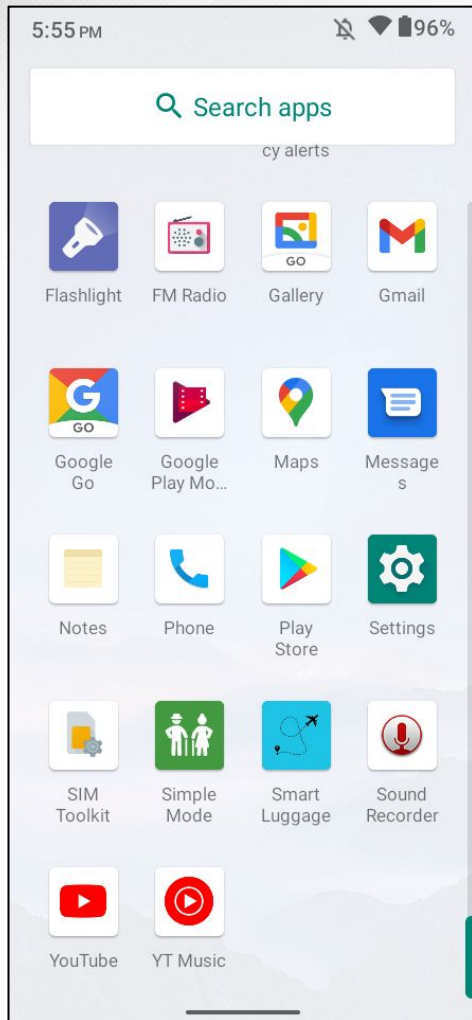 5:55 PM 96%
Search apps
cy alerts
Flashlight FM Radio Gallery Gmail
GO
GO
Google Google Maps Message
Go Play Mo... s
Notes Phone Play Settings
Store
SIM Simple Smart Sound
Toolkit Mode Luggage Recorder
YouTube YT Music